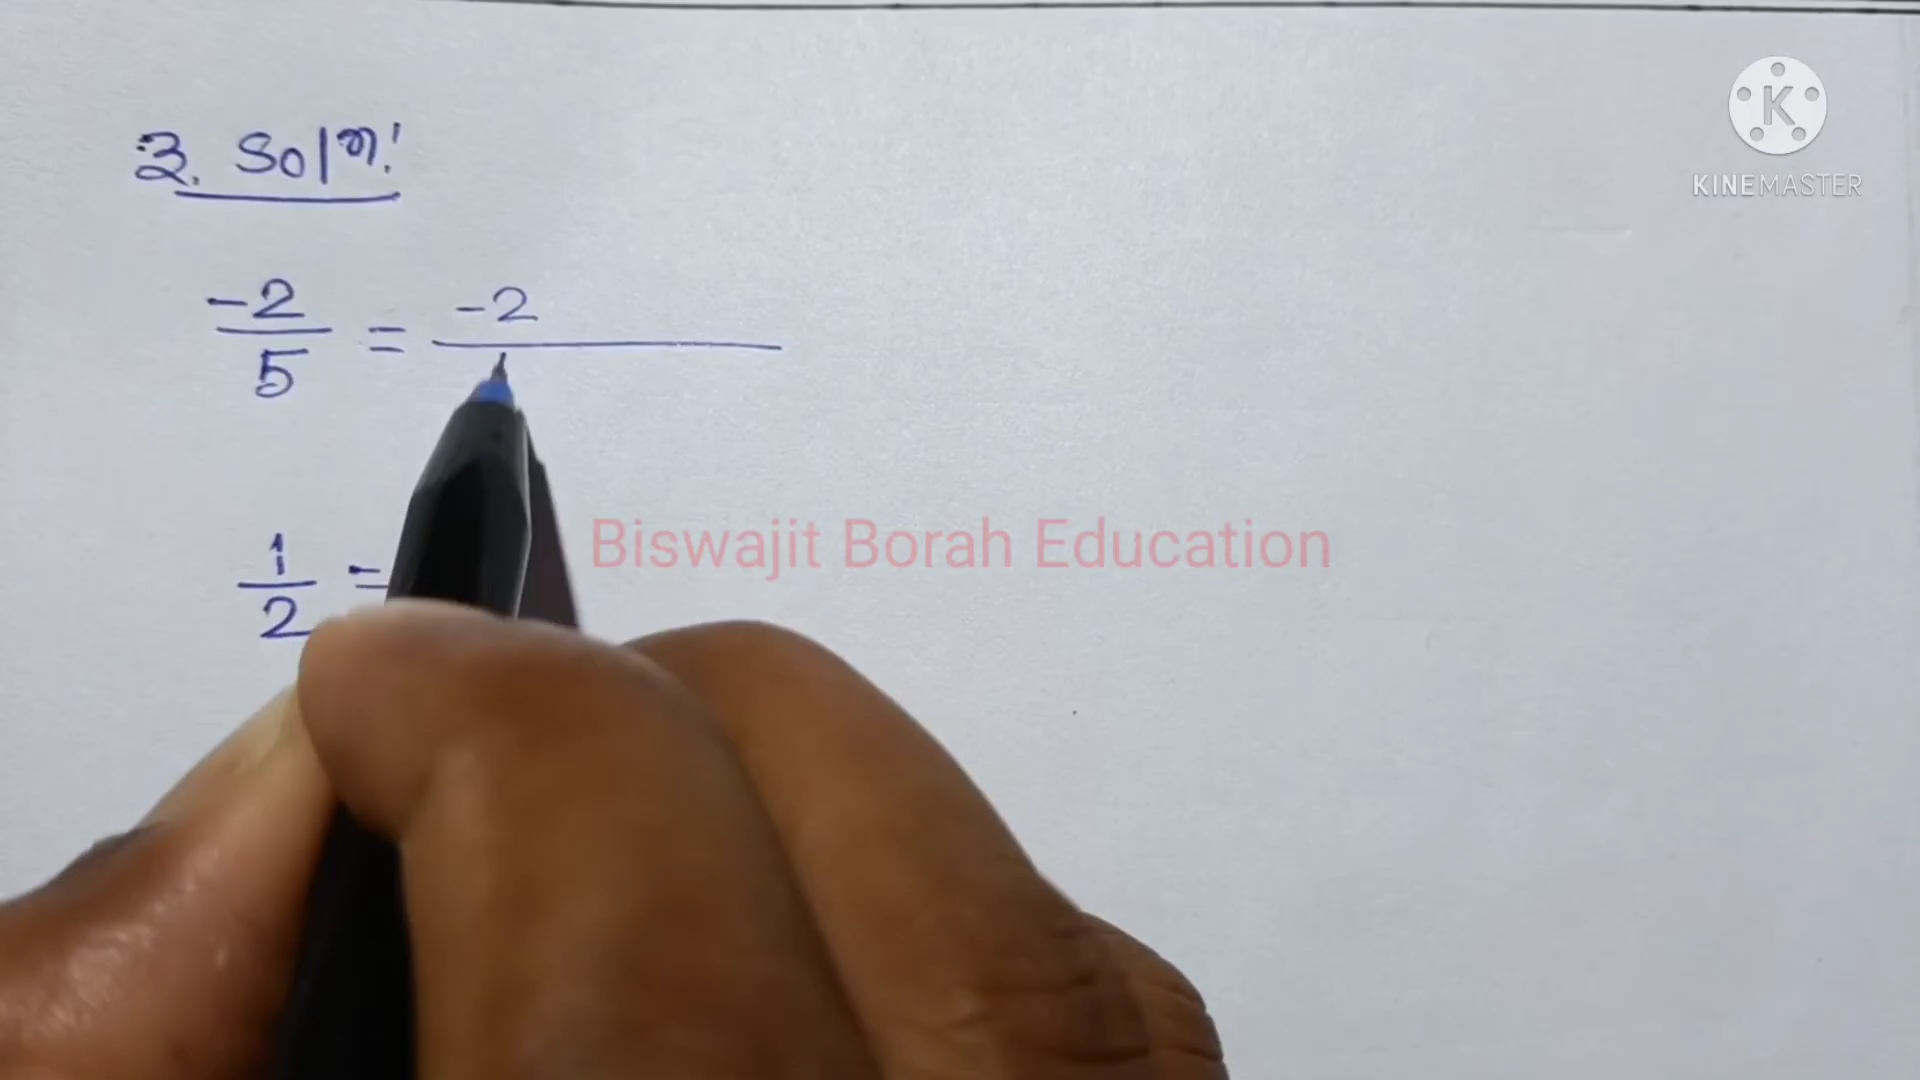 3. Solⁿ:
-2/5 = -2/
1/2 =
Biswajit Borah Education
KINEMASTER